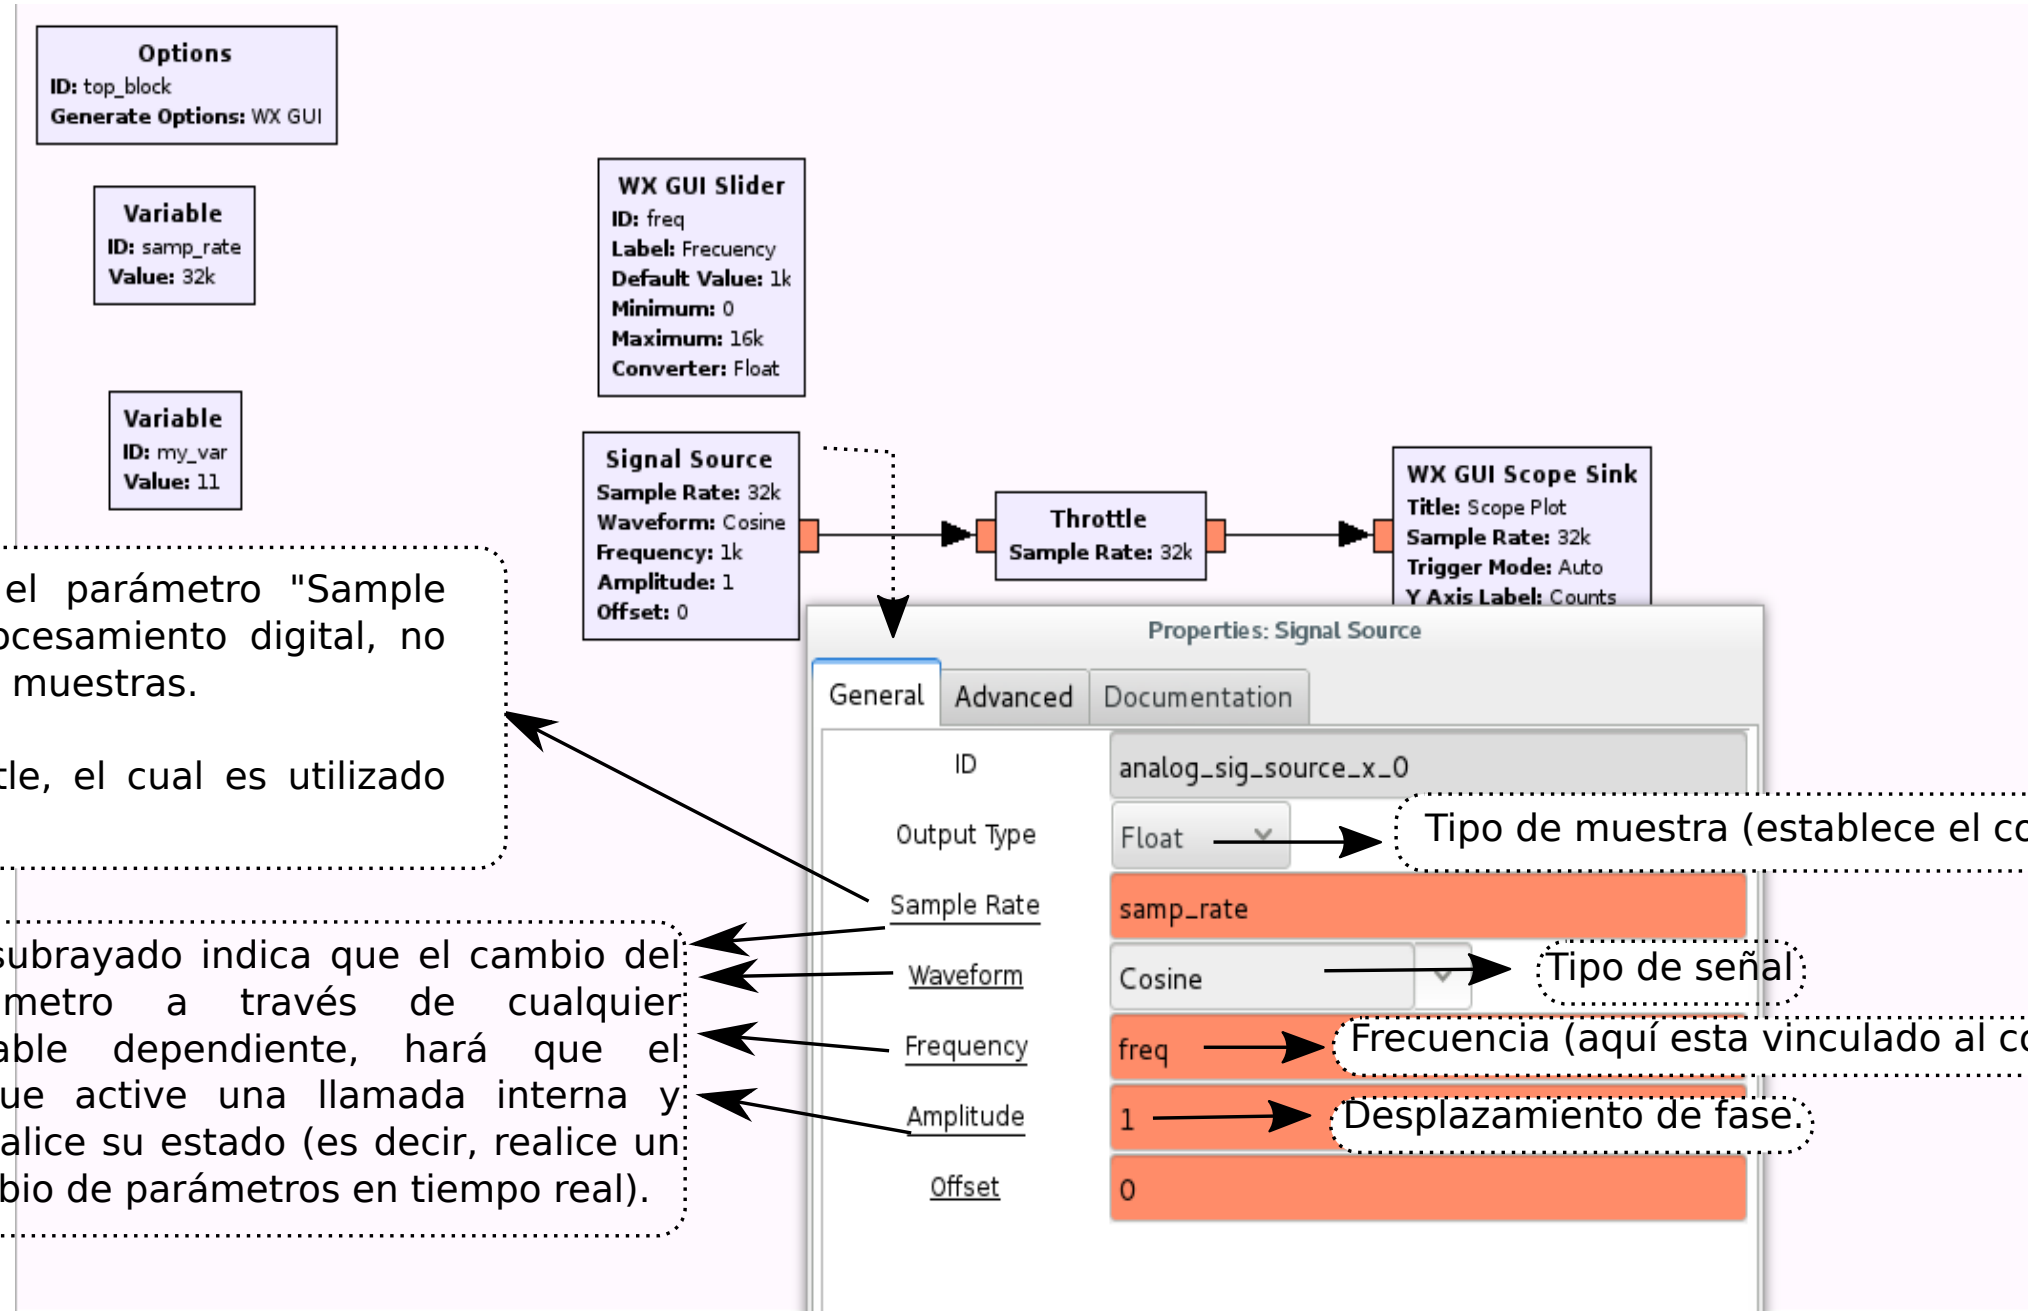 Options
ID: top_block
Generate Options: WX GUI
Variable
ID: samp_rate
Value: 32k
WX GUI Slider
ID: freq
Label: Frecuency
Default Value: 1k
Minimum: 0
Maximum: 16k
Converter: Float
Variable
ID: my_var
Value: 11
Signal Source
Sample Rate: 32k
Waveform: Cosine
Frequency: 1k
Amplitude: 1
Offset: 0
Throttle
Sample Rate: 32k
WX GUI Scope Sink
Title: Scope Plot
Sample Rate: 32k
Trigger Mode: Auto
Y Axis Label: Counts
el parámetro "Sample
ocesamiento digital, no
muestras.
tle, el cual es utilizado
subrayado indica que el cambio del
metro a través de cualquier
able dependiente, hará que el
ue active una llamada interna y
alice su estado (es decir, realice un
bio de parámetros en tiempo real).
Properties: Signal Source
General Advanced Documentation
ID analog_sig_source_x_0
Output Type Float Tipo de muestra (establece el co
Sample Rate samp_rate
Waveform Cosine Tipo de señal
Frequency freq Frecuencia (aquí esta vinculado al co
Amplitude 1 Desplazamiento de fase.
Offset 0